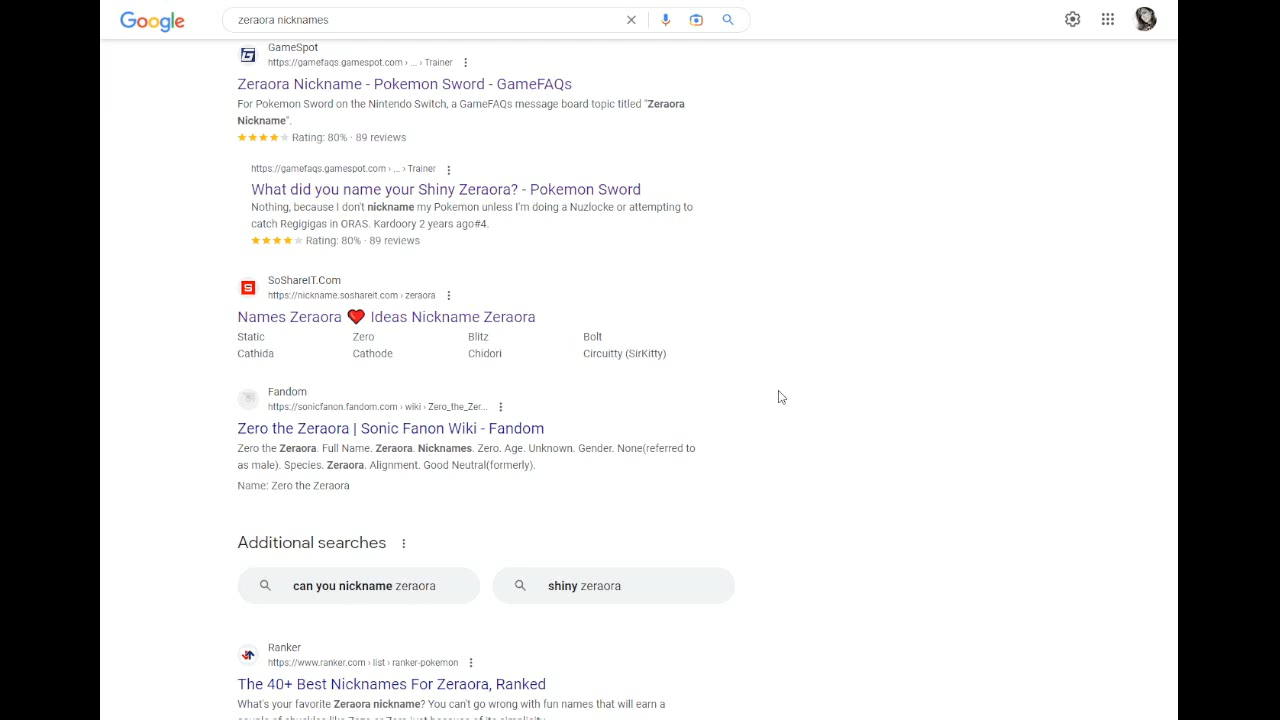 Google
zeraora nicknames
GameSpot
https://gamefaqs.gamespot.com › ... › Trainer
Zeraora Nickname - Pokemon Sword - GameFAQs
For Pokemon Sword on the Nintendo Switch, a GameFAQs message board topic titled "Zeraora
Nickname".
Rating: 80% · 89 reviews
https://gamefaqs.gamespot.com › ... › Trainer
What did you name your Shiny Zeraora? - Pokemon Sword
Nothing, because I don't nickname my Pokemon unless I'm doing a Nuzlocke or attempting to
catch Regigigas in ORAS. Kardoory 2 years ago#4.
Rating: 80% · 89 reviews
SoShareIT.Com
https://nickname.soshareit.com › zeraora
Names Zeraora ❤️ Ideas Nickname Zeraora
Static Zero Blitz Bolt
Cathida Cathode Chidori Circuitty (SirKitty)
Fandom
https://sonicfanon.fandom.com › wiki › Zero_the_Zer...
Zero the Zeraora | Sonic Fanon Wiki - Fandom
Zero the Zeraora. Full Name. Zeraora. Nicknames. Zero. Age. Unknown. Gender. None(referred to
as male). Species. Zeraora. Alignment. Good Neutral(formerly).
Name: Zero the Zeraora
Additional searches
can you nickname zeraora
shiny zeraora
Ranker
https://www.ranker.com › list › ranker-pokemon
The 40+ Best Nicknames For Zeraora, Ranked
What's your favorite Zeraora nickname? You can't go wrong with fun names that will earn a